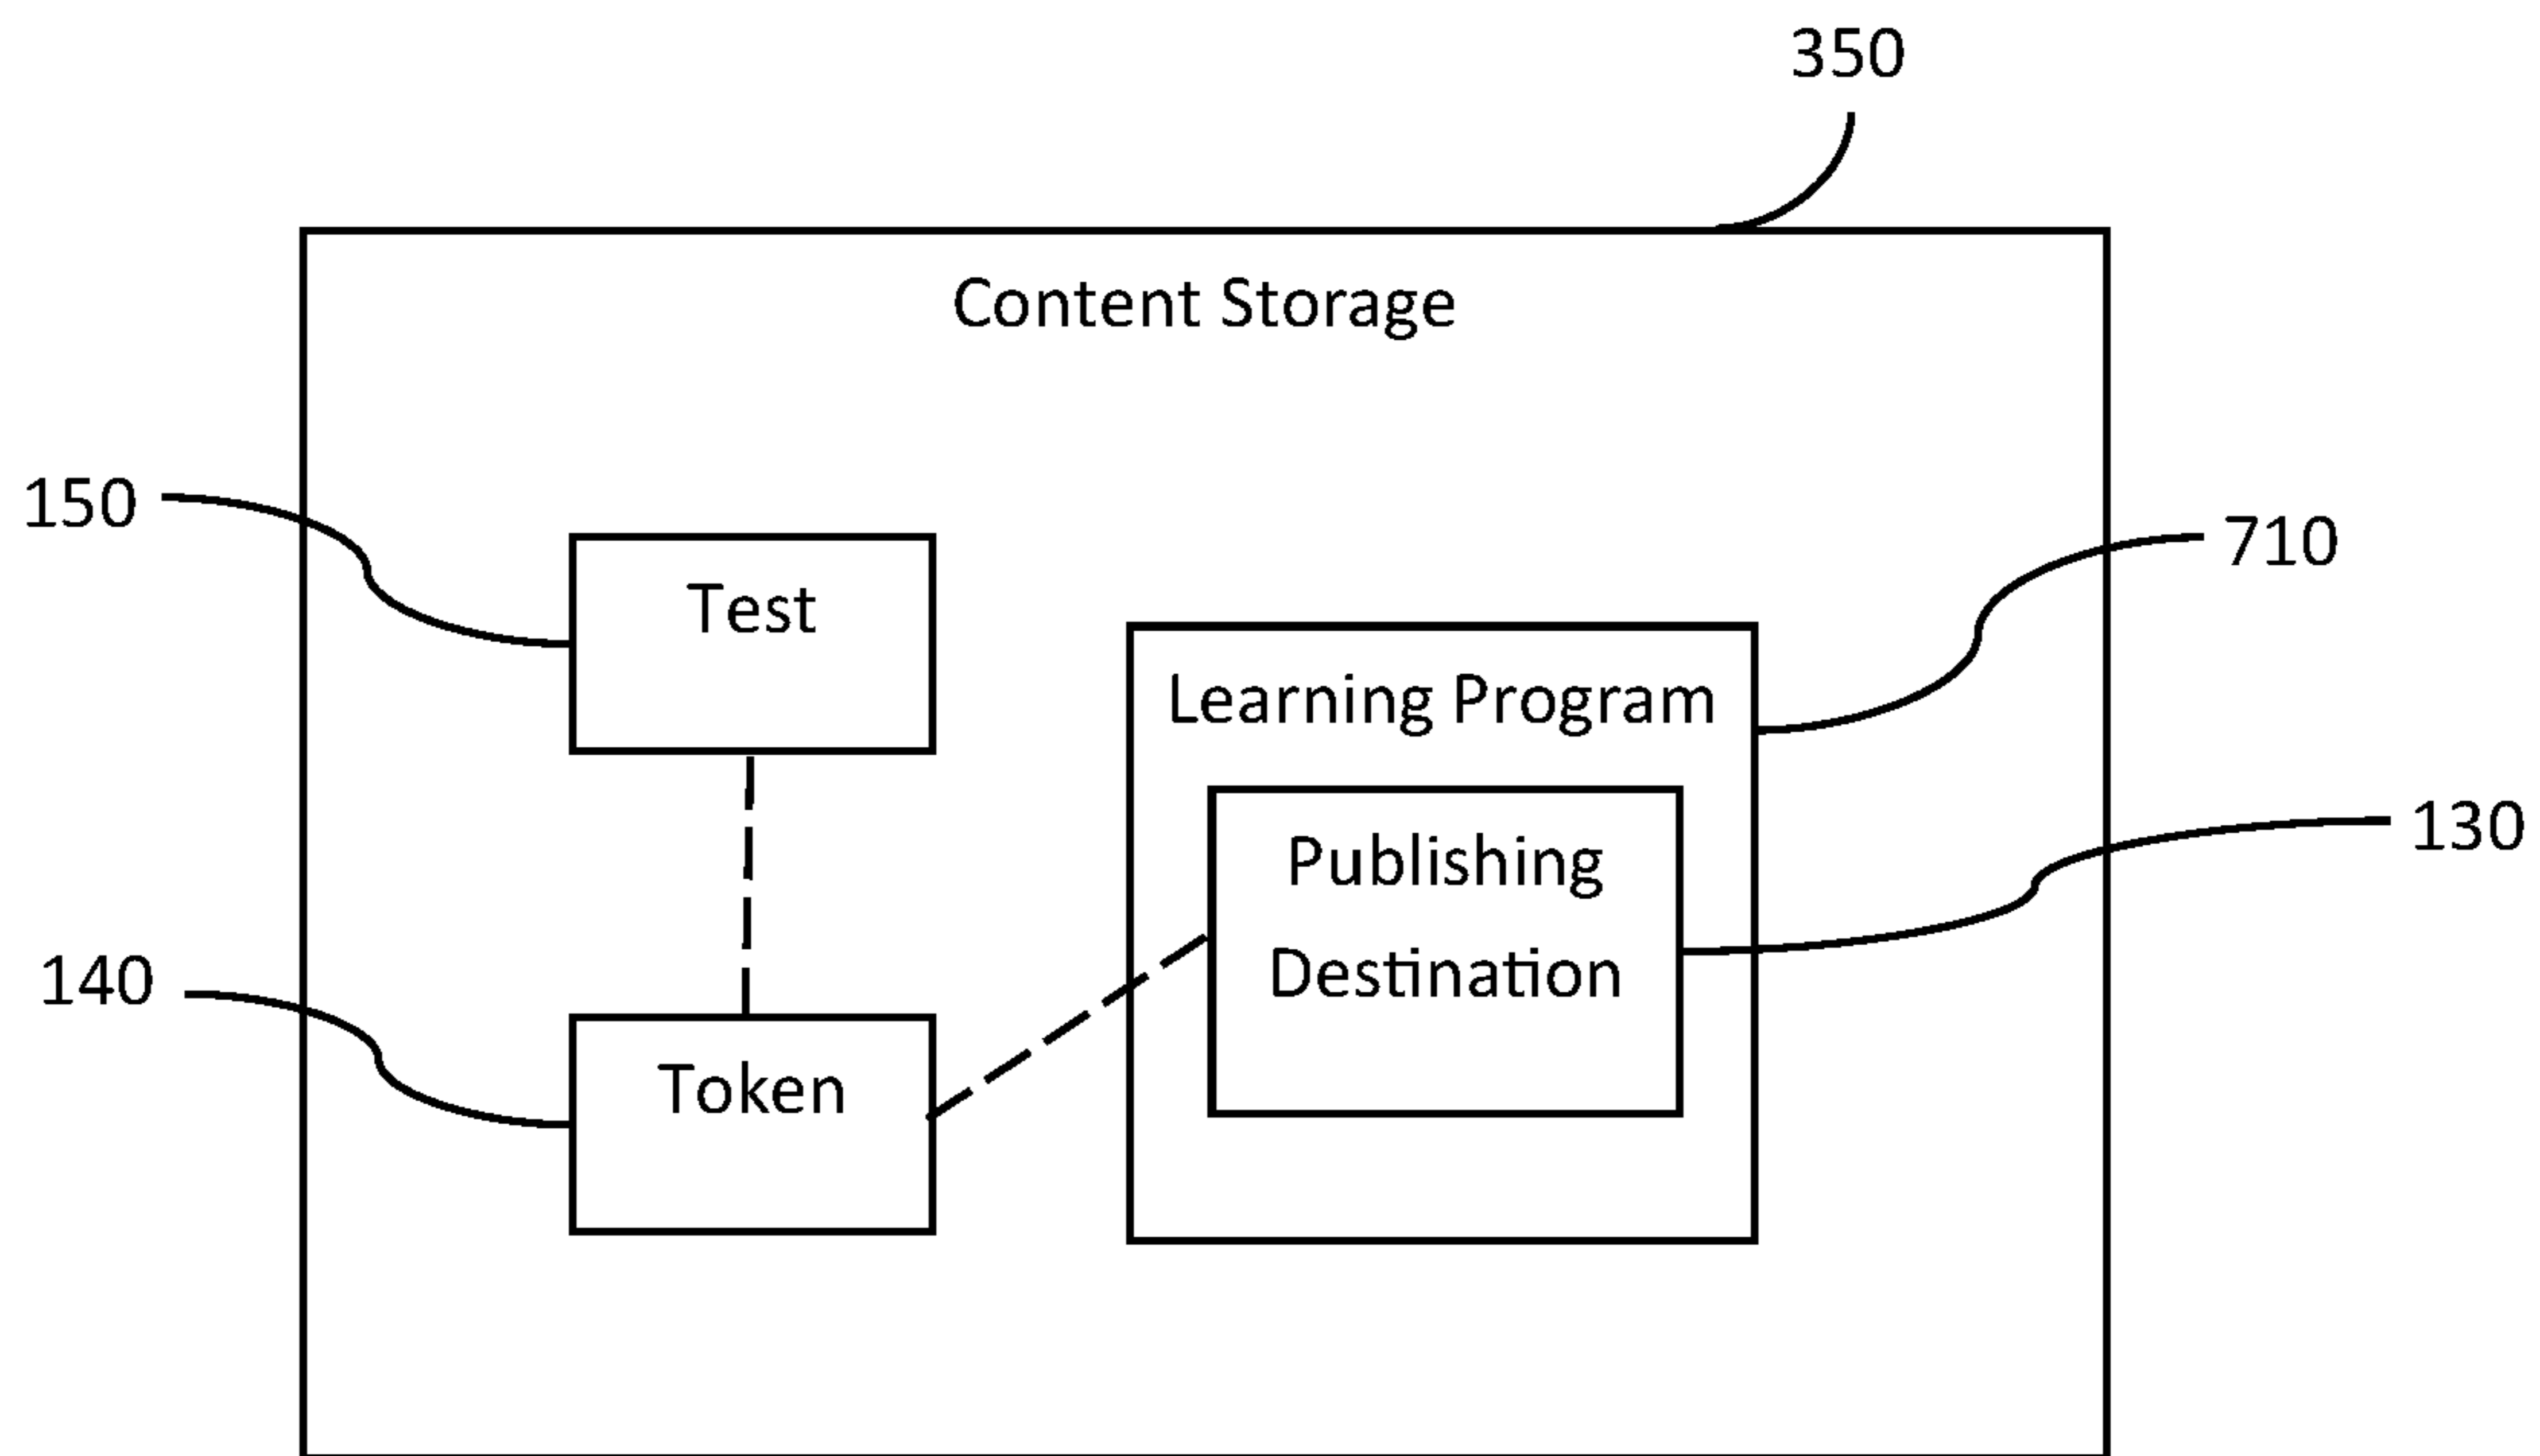 350
Content Storage
150
710
Test
Learning Program
130
Publishing
Destination
140
Token